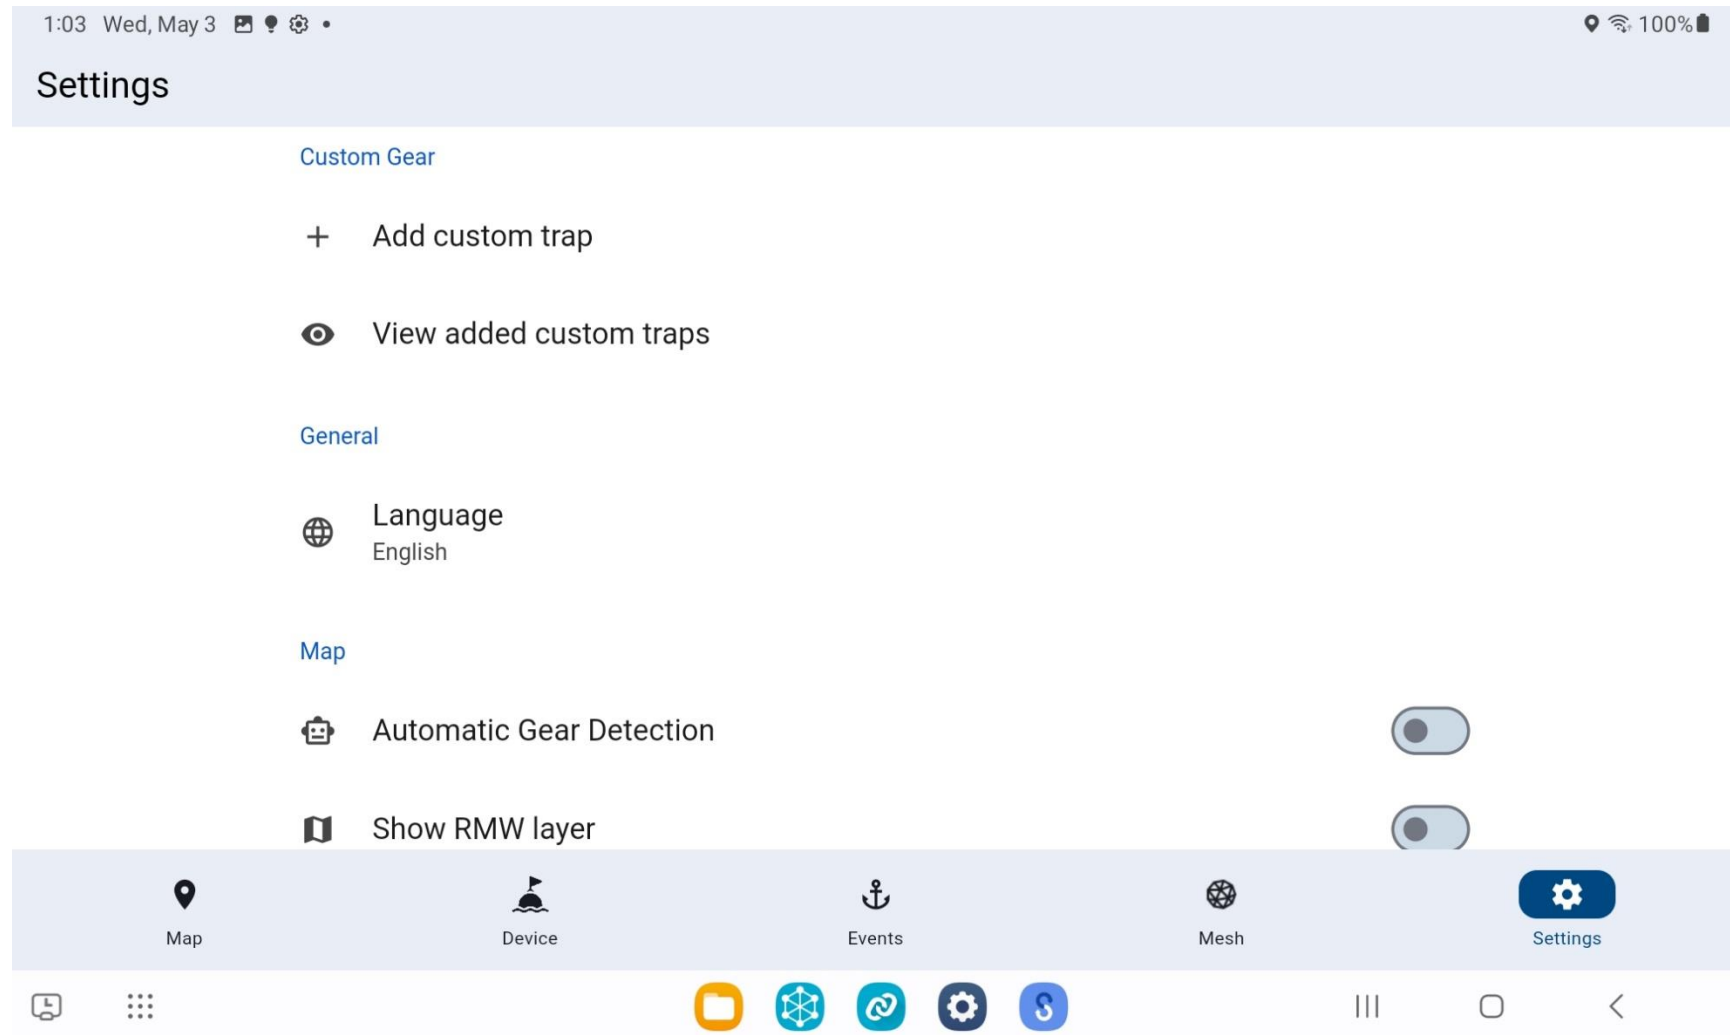 1:03 Wed, May 3
100%
Settings
Custom Gear
Add custom trap
View added custom traps
General
Language
English
Map
Automatic Gear Detection
Show RMW layer
Map
Device
Events
Mesh
Settings